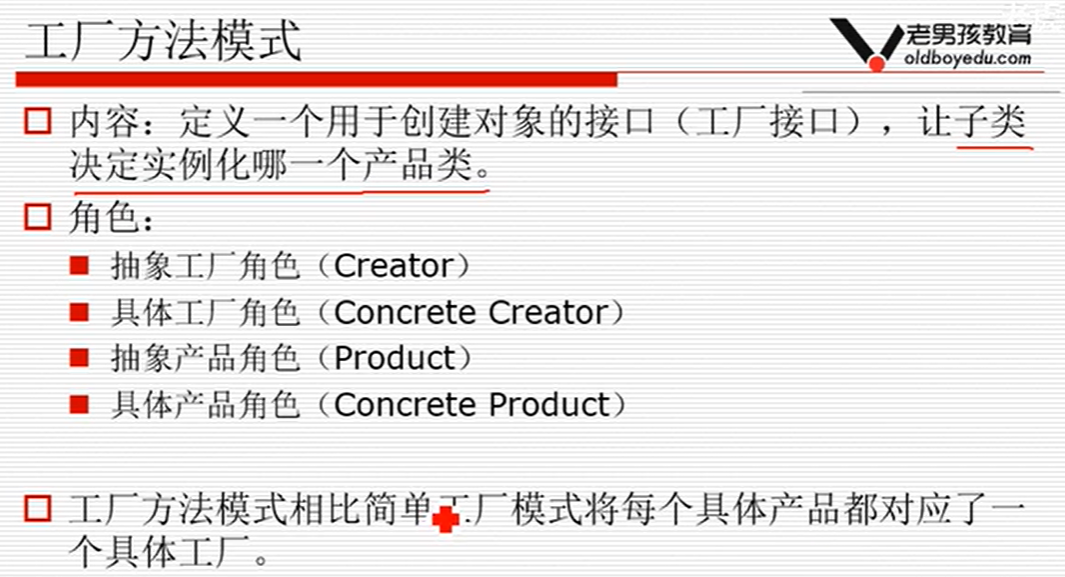 工厂方法模式
老男孩教育
oldboyedu.com
内容：定义一个用于创建对象的接口（工厂接口），让子类
决定实例化哪一个产品类。
角色：
抽象工厂角色（Creator）
具体工厂角色（Concrete Creator）
抽象产品角色（Product）
具体产品角色（Concrete Product）
工厂方法模式相比简单工厂模式将每个具体产品都对应了一
个具体工厂。